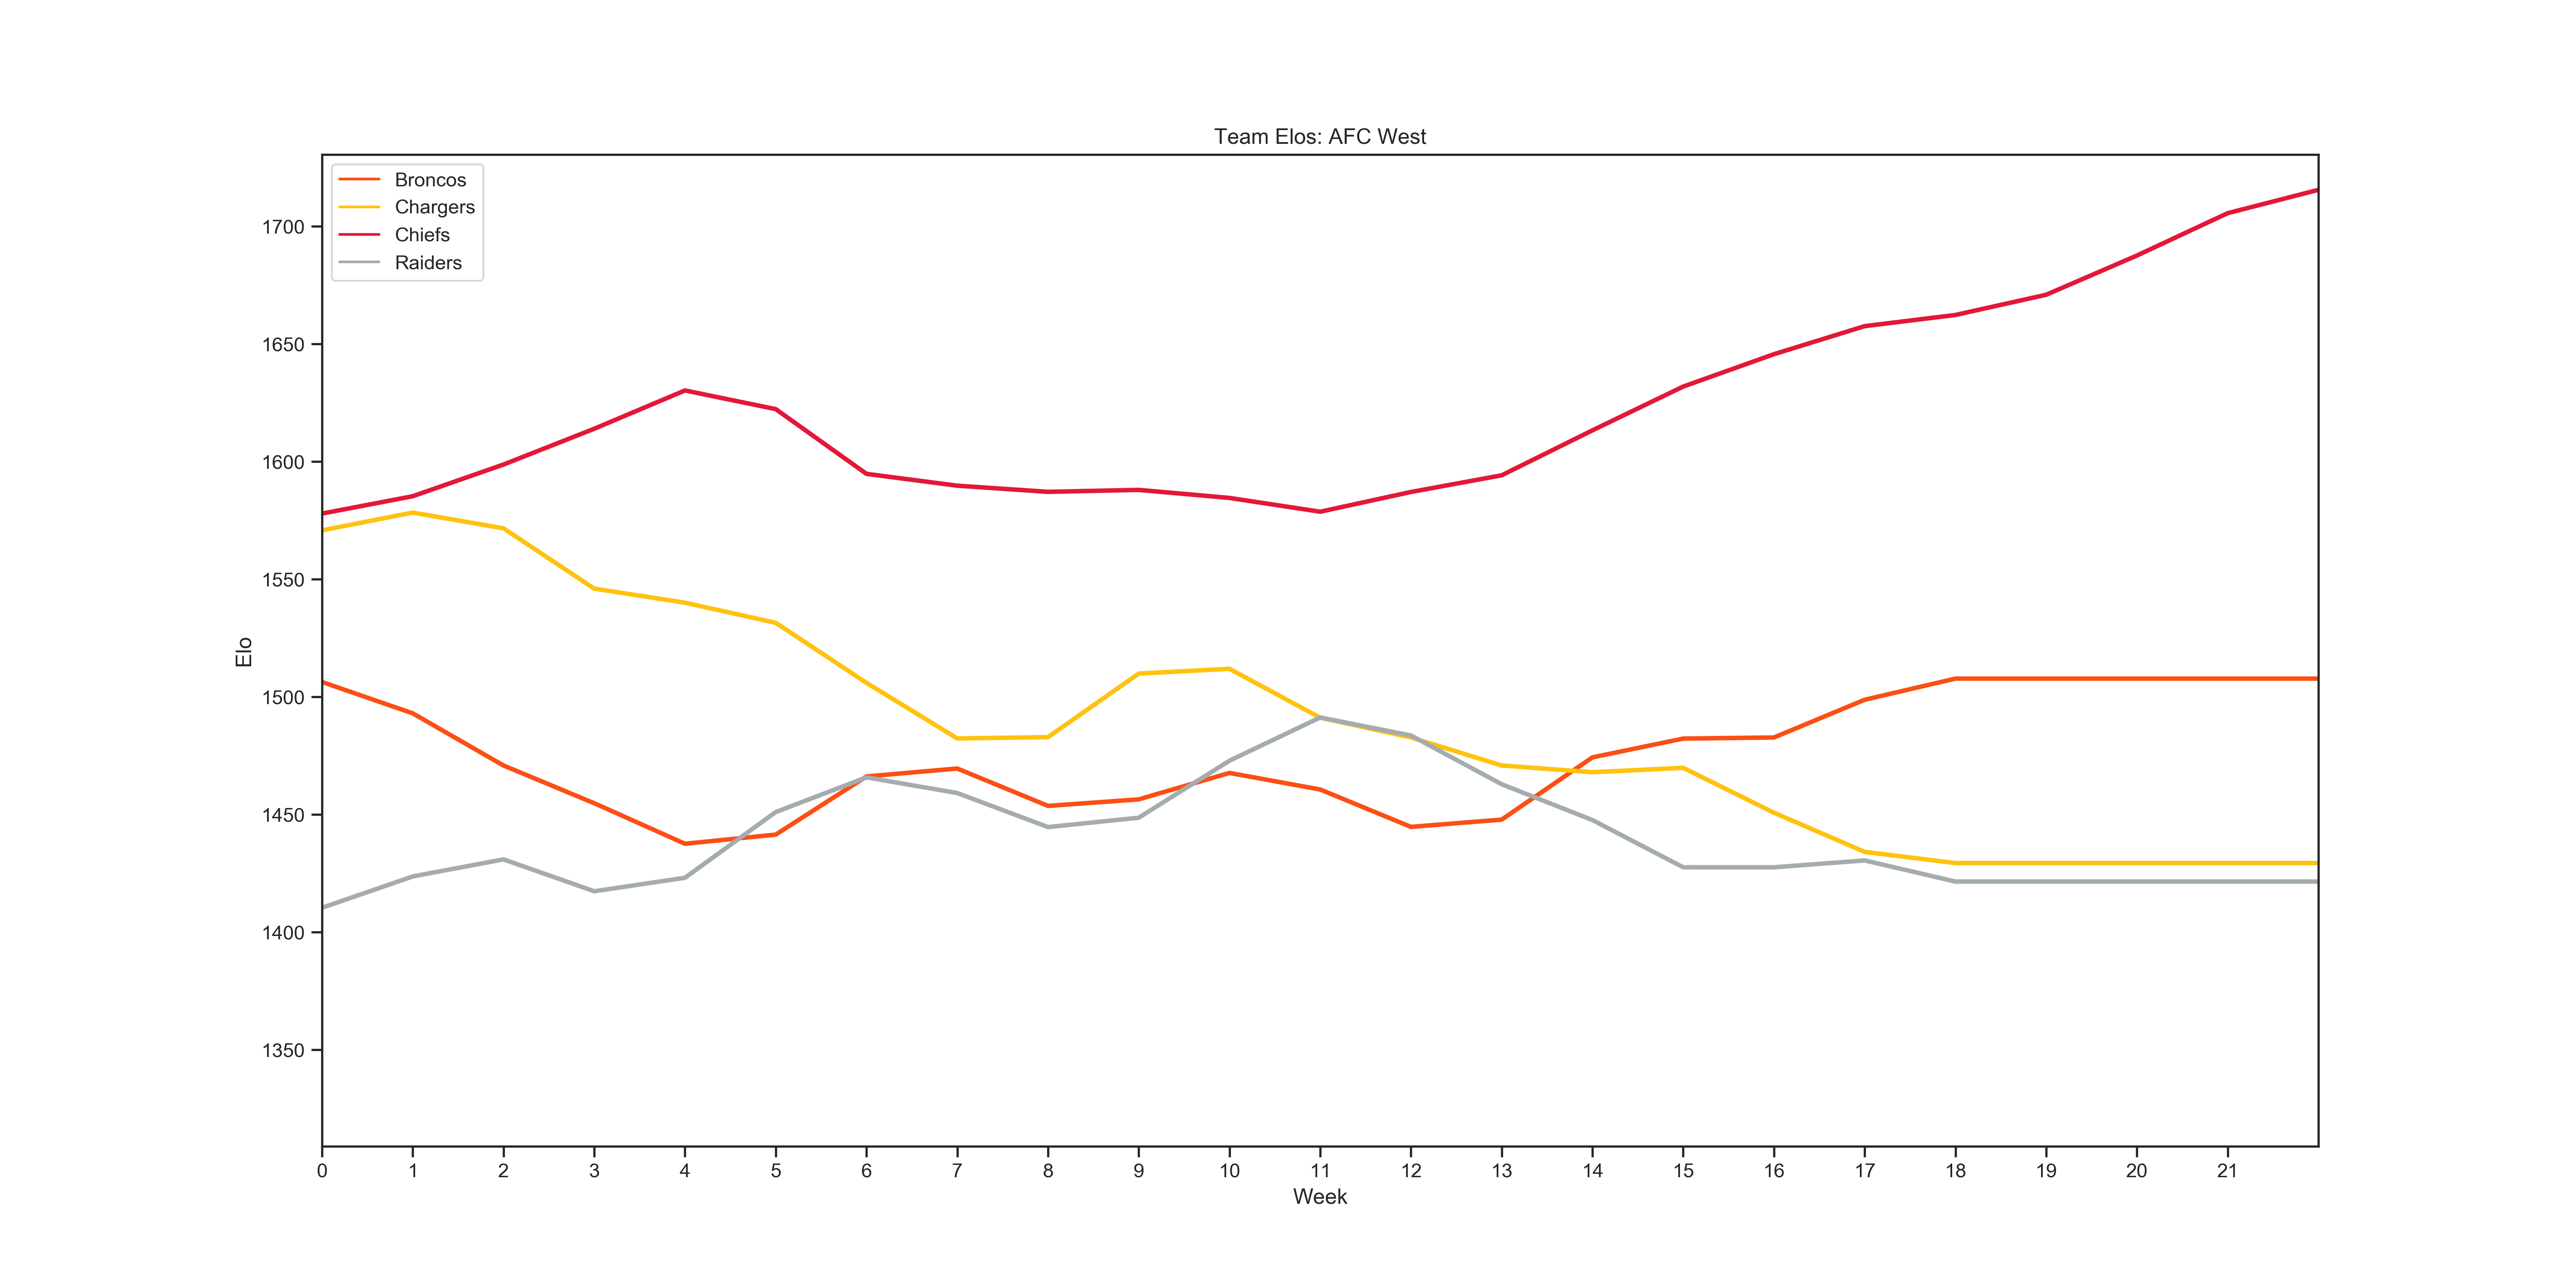 Team Elos: AFC West
Broncos
Chargers
Chiefs
Raiders
1700
1650
1600
1550
1500
1450
1400
1350
Elo
0 1 2 3 4 5 6 7 8 9 10 11 12 13 14 15 16 17 18 19 20 21
Week